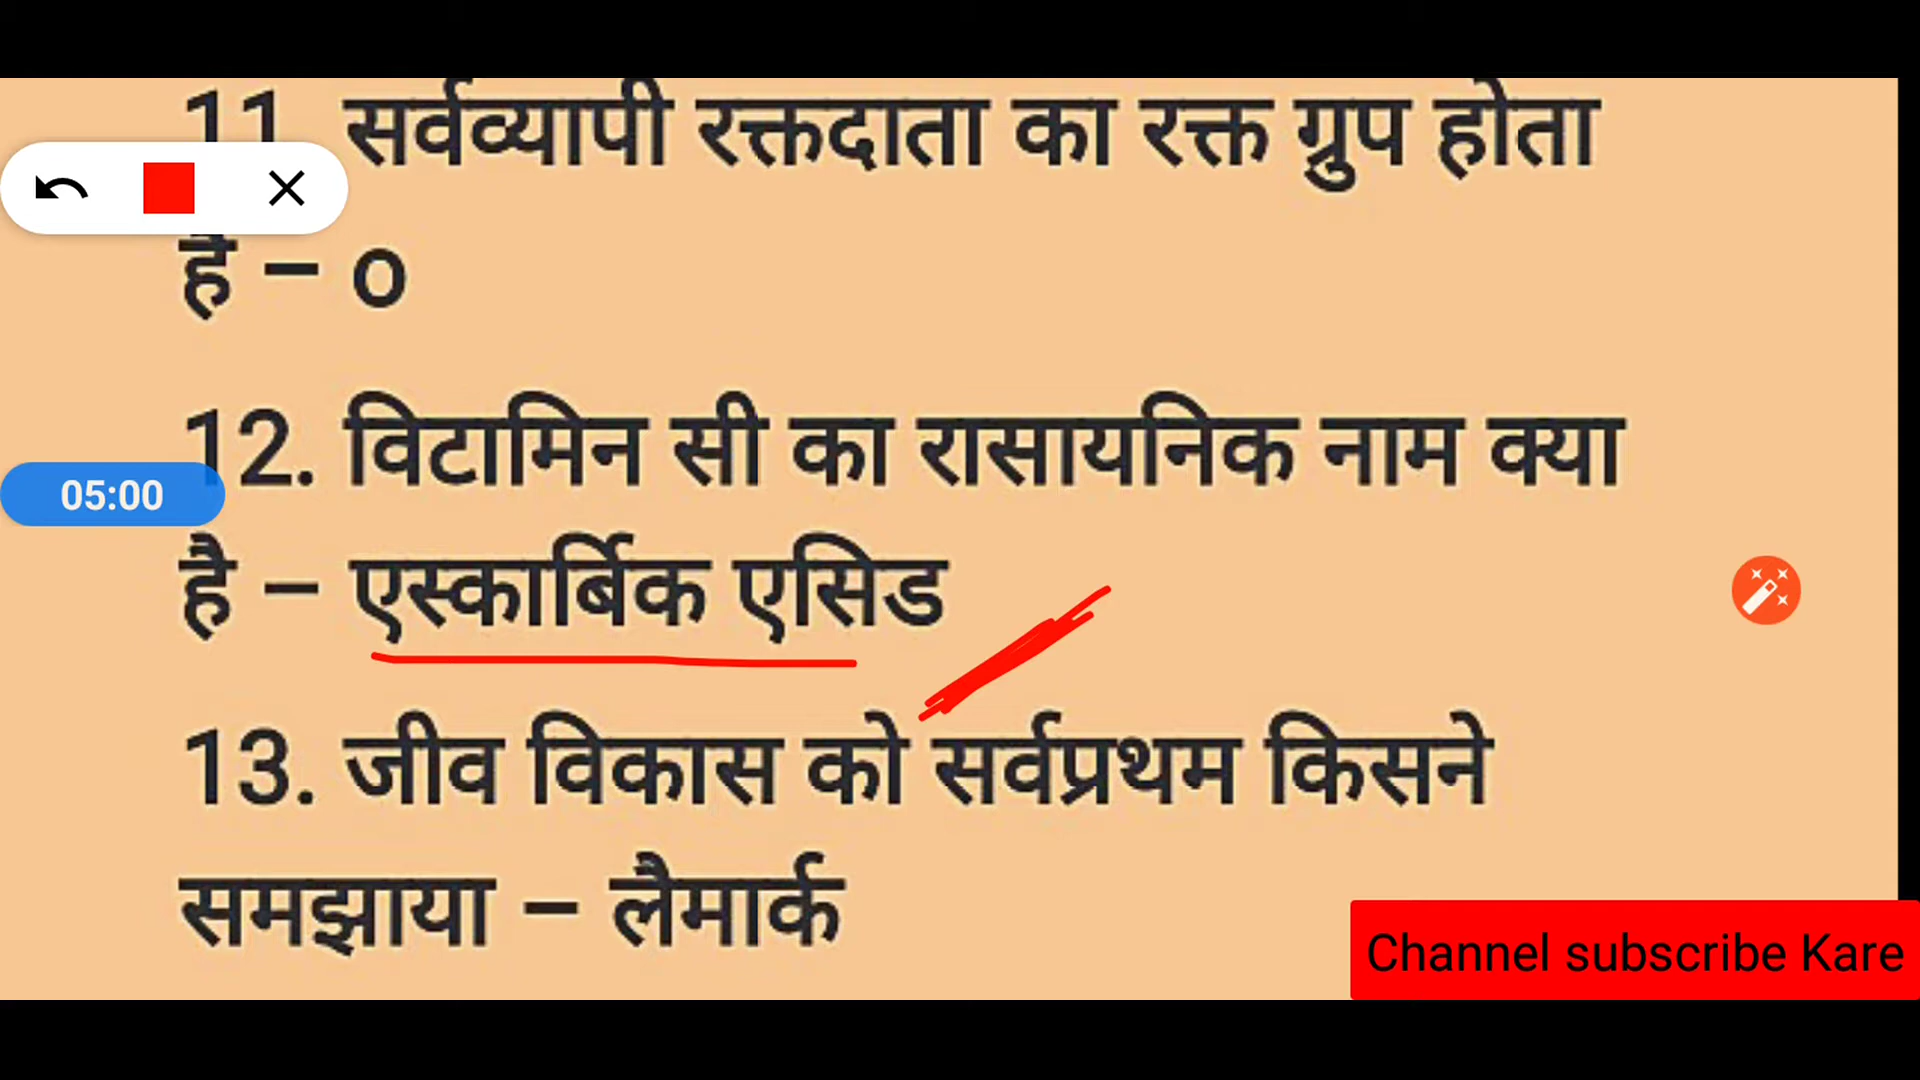 11. सर्वव्यापी रक्तदाता का रक्त ग्रुप होता
है – o
12. विटामिन सी का रासायनिक नाम क्या
05:00
है – एस्कार्बिक एसिड
13. जीव विकास को सर्वप्रथम किसने
समझाया – लैमार्क
Channel subscribe Kare